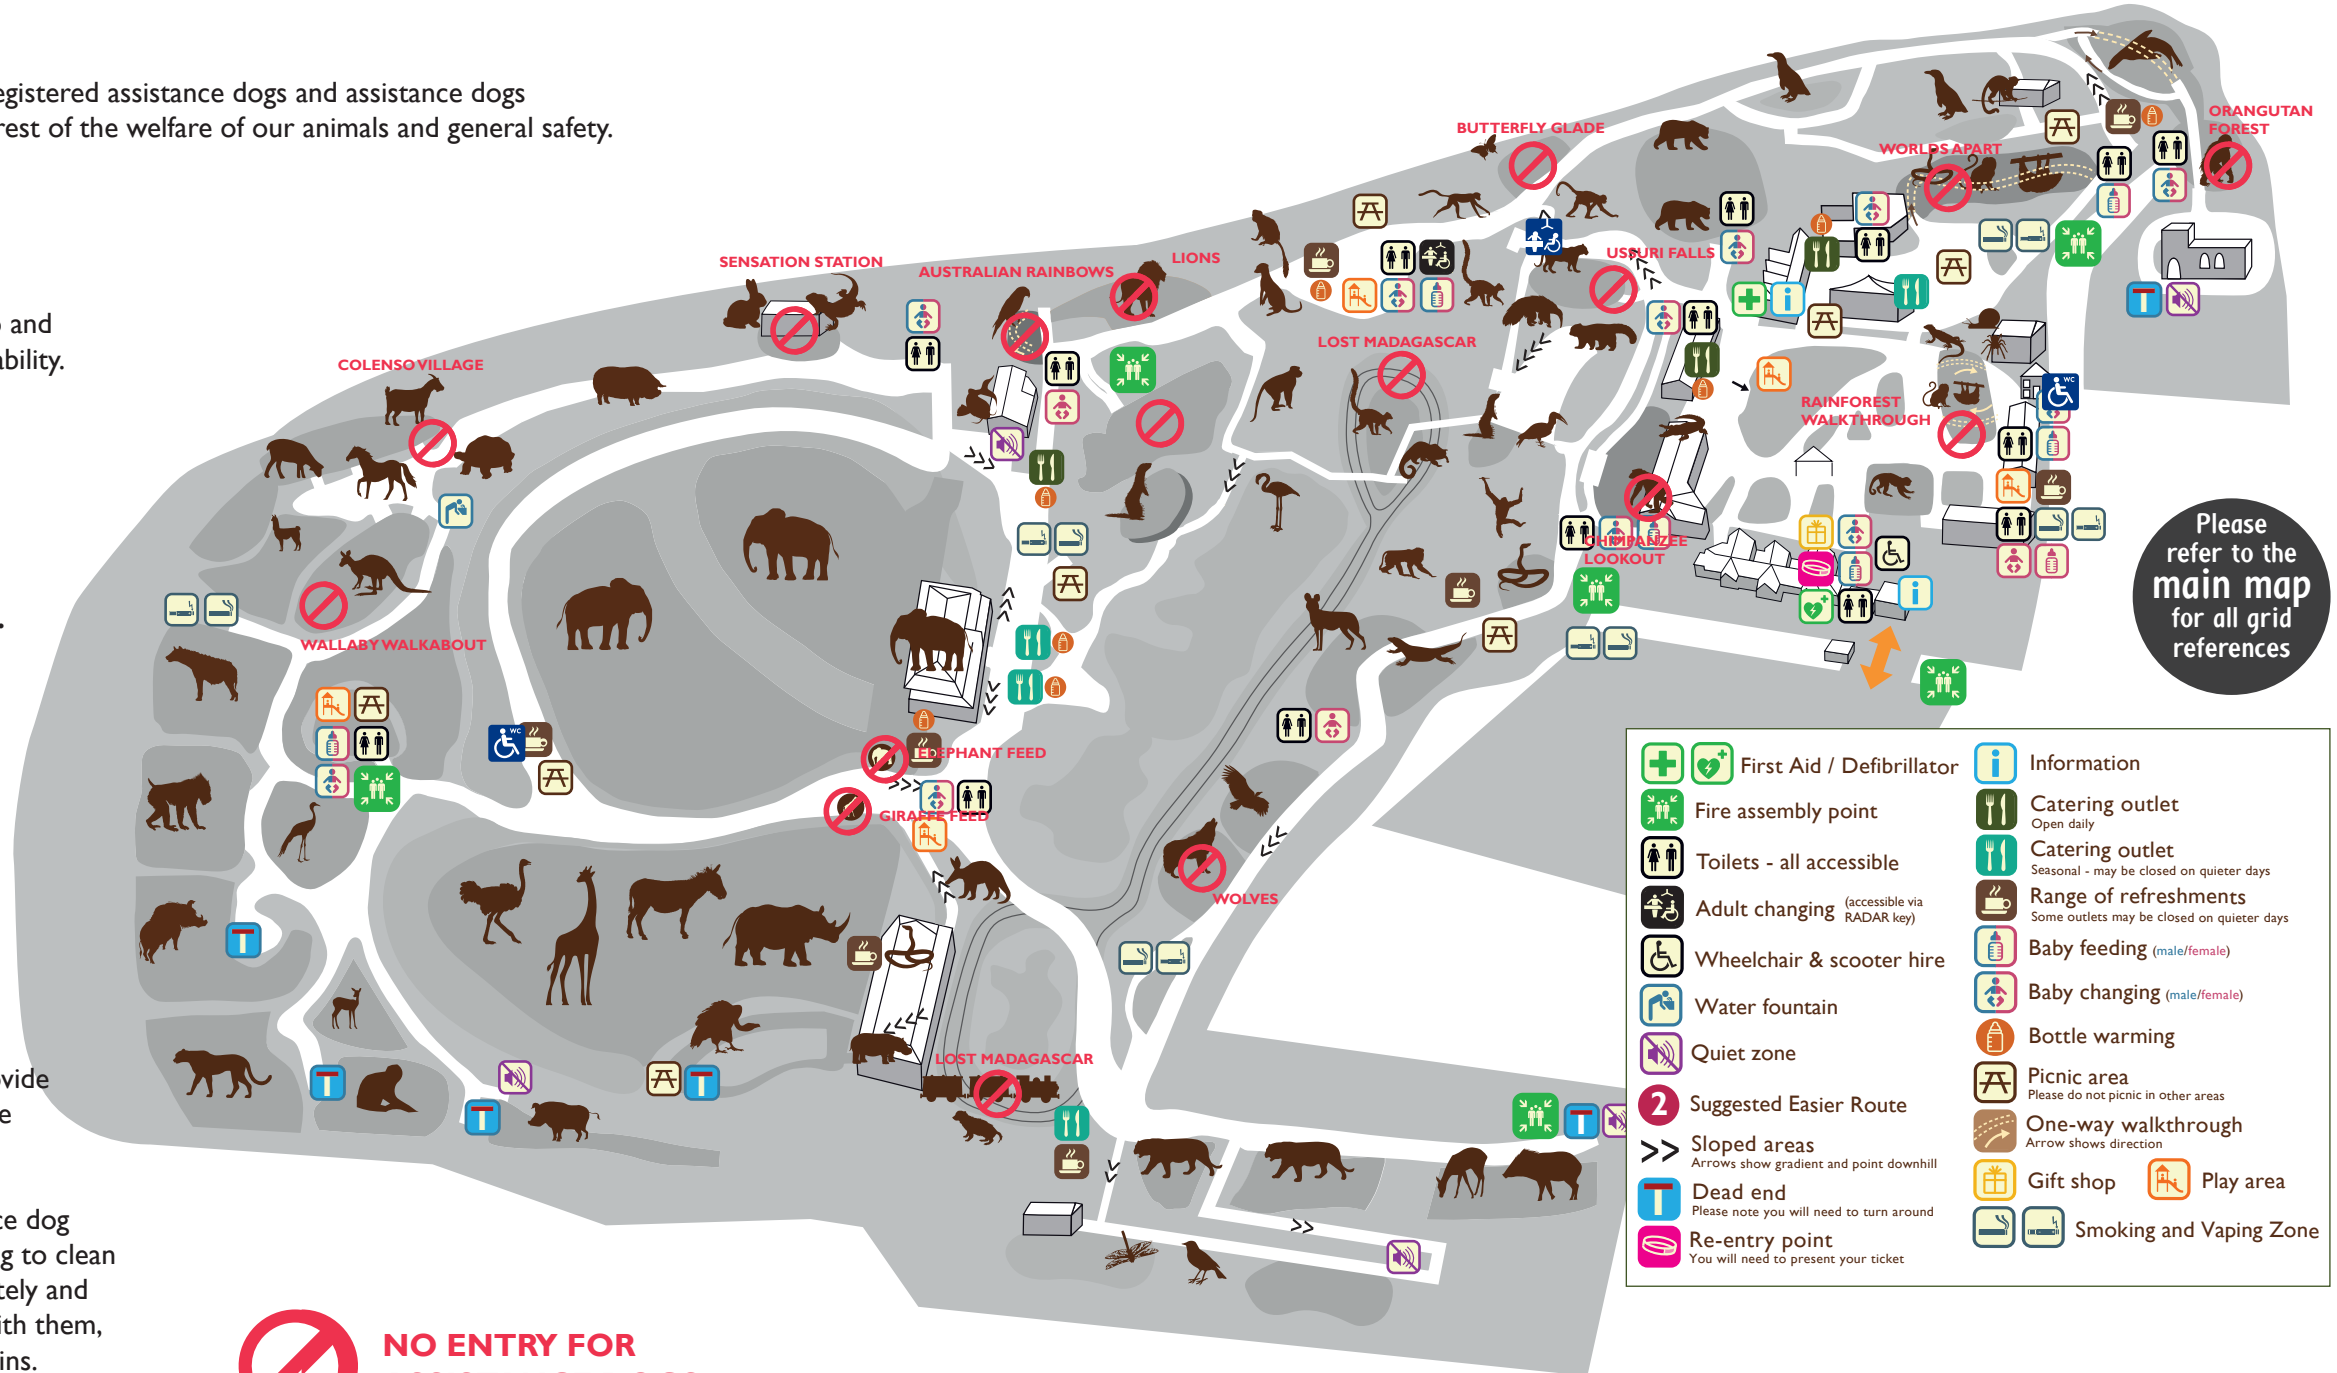 egistered assistance dogs and assistance dogs
rest of the welfare of our animals and general safety.
and
ability.
ovide
e
ce dog
g to clean
tely and
ith them,
ins.
NO ENTRY FOR
COLENSO VILLAGE
SENSATION STATION
AUSTRALIAN RAINBOWS
LIONS
BUTTERFLY GLADE
USSURI FALLS
WORLDS APART
ORANGUTAN
FOREST
LOST MADAGASCAR
RAINFOREST
WALKTHROUGH
CHIMPANZEE
LOOKOUT
WALLABY WALKABOUT
WC
WC
ELEPHANT FEED
GIRAFFE FEED
WOLVES
LOST MADAGASCAR
Please
refer to the
main map
for all grid
references
First Aid / Defibrillator
Fire assembly point
Toilets - all accessible
Adult changing (accessible via
RADAR key)
Wheelchair & scooter hire
Water fountain
Quiet zone
2 Suggested Easier Route
>> Sloped areas
Arrows show gradient and point downhill
Dead end
Please note you will need to turn around
Re-entry point
You will need to present your ticket
Information
Catering outlet
Open daily
Catering outlet
Seasonal - may be closed on quieter days
Range of refreshments
Some outlets may be closed on quieter days
Baby feeding (male/female)
Baby changing (male/female)
Bottle warming
Picnic area
Please do not picnic in other areas
One-way walkthrough
Arrow shows direction
Gift shop
Play area
Smoking and Vaping Zone